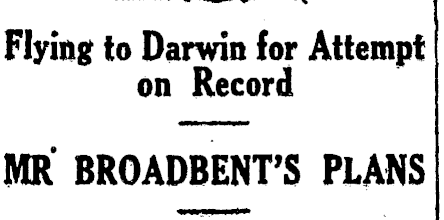 Flying to Darwin for Attempt
on Record
MR BROADBENT'S PLANS